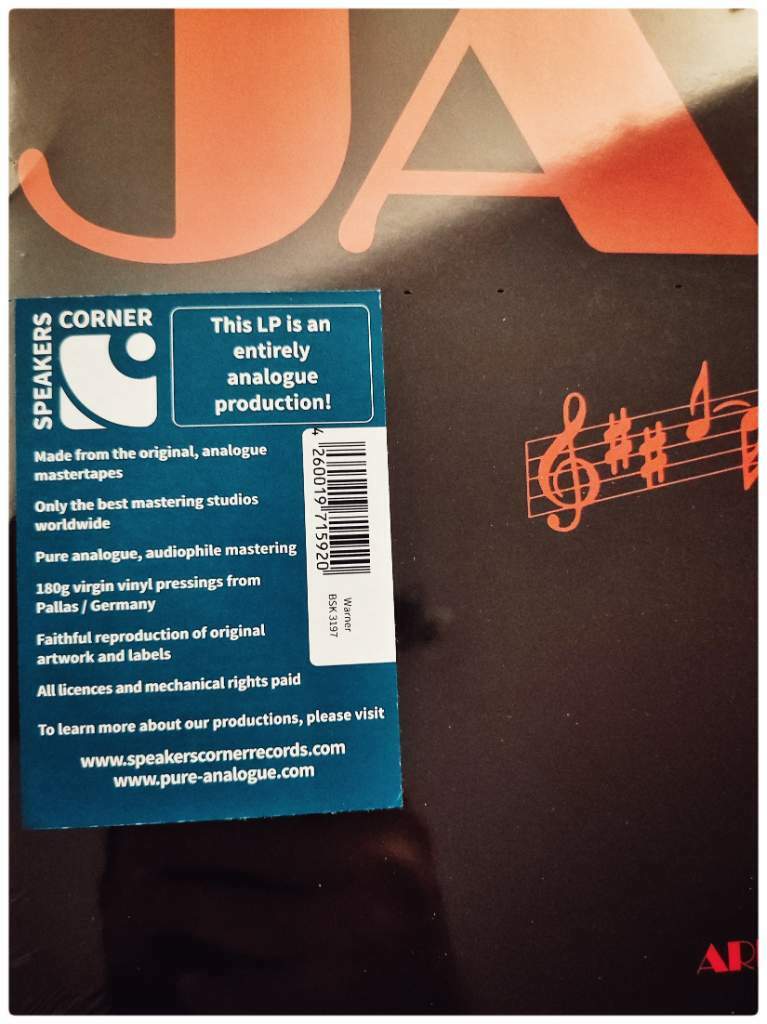 JA
SPEAKERS
CORNER
This LP is an
entirely
analogue
production!
Made from the original, analogue
mastertapes
Only the best mastering studios
worldwide
Pure analogue, audiophile mastering
180g virgin vinyl pressings from
Pallas / Germany
Faithful reproduction of original
artwork and labels
All licences and mechanical rights paid
To learn more about our productions, please visit
www.speakerscornerrecords.com
www.pure-analogue.com
4 260019 715920
Warner
BSK 3197
AR